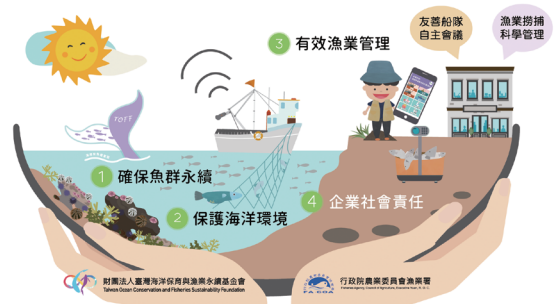 友善船隊
自主會議
漁業撈捕
科學管理
3 有效漁業管理
TOFF
1 確保魚群永續
2 保護海洋環境
4 企業社會責任
財團法人臺灣海洋保育與漁業永續基金會
Taiwan Ocean Conservation and Fisheries Sustainability Foundation
FA COA
行政院農業委員會漁業署